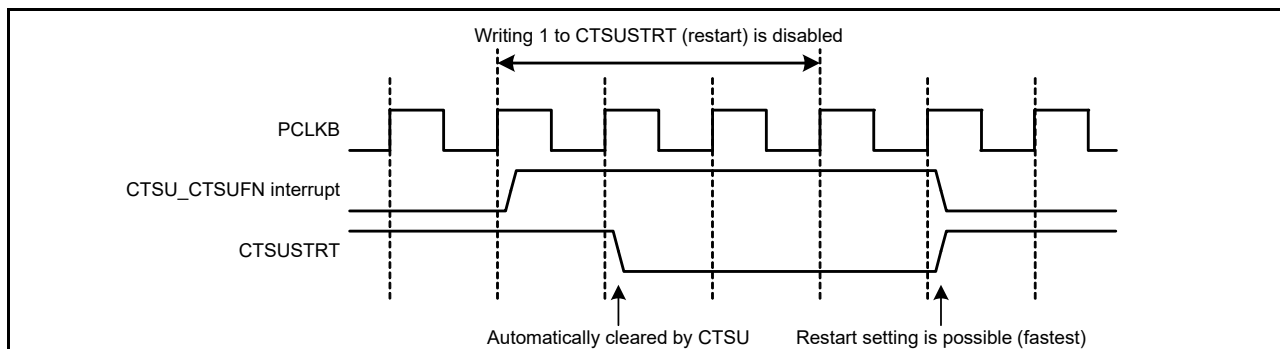 Writing 1 to CTSUSTRT (restart) is disabled
PCLKB
CTSU_CTSUFN interrupt
CTSUSTRT
Automatically cleared by CTSU
Restart setting is possible (fastest)